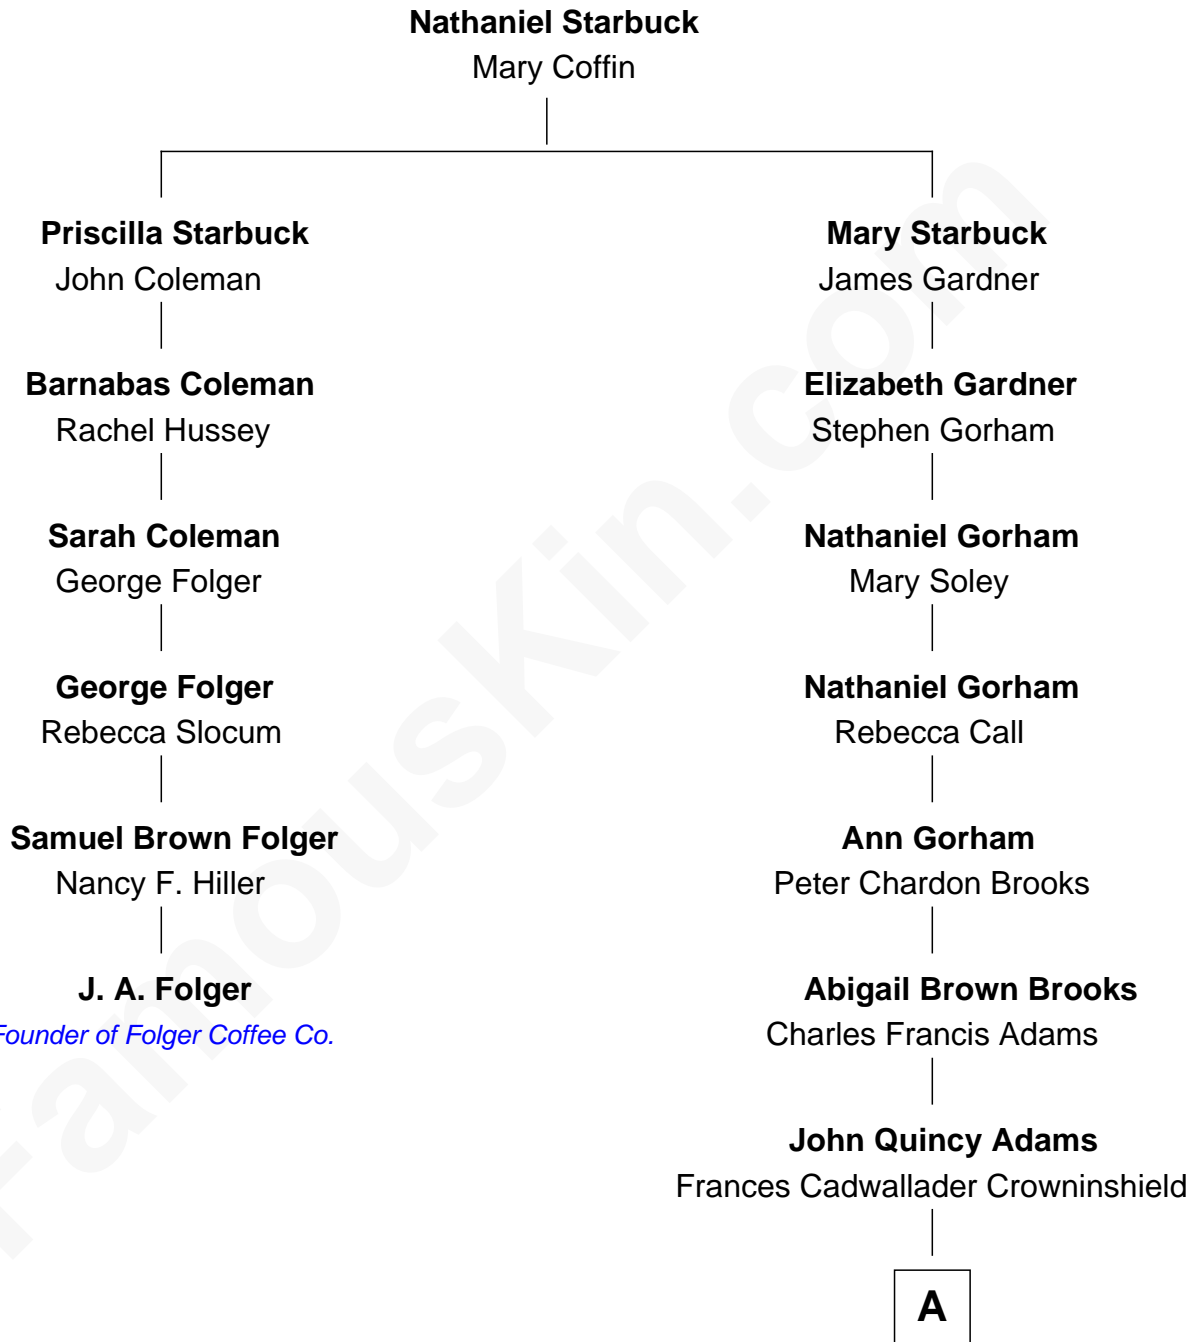 Nathaniel Starbuck
Mary Coffin
Priscilla Starbuck
John Coleman
Mary Starbuck
James Gardner
Barnabas Coleman
Rachel Hussey
Elizabeth Gardner
Stephen Gorham
Sarah Coleman
George Folger
Nathaniel Gorham
Mary Soley
George Folger
Rebecca Slocum
Nathaniel Gorham
Rebecca Call
Samuel Brown Folger
Nancy F. Hiller
Ann Gorham
Peter Chardon Brooks
J. A. Folger
Founder of Folger Coffee Co.
Abigail Brown Brooks
Charles Francis Adams
John Quincy Adams
Frances Cadwallader Crowninshield
A
FamousKin.com